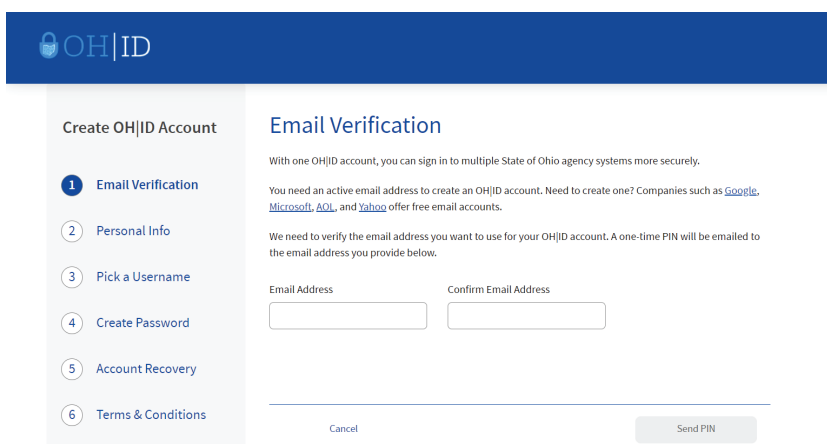 OH|ID
Create OH|ID Account
1 Email Verification
2 Personal Info
3 Pick a Username
4 Create Password
5 Account Recovery
6 Terms & Conditions
Email Verification
With one OH|ID account, you can sign in to multiple State of Ohio agency systems more securely.
You need an active email address to create an OH|ID account. Need to create one? Companies such as Google,
Microsoft, AOL, and Yahoo offer free email accounts.
We need to verify the email address you want to use for your OH|ID account. A one-time PIN will be emailed to
the email address you provide below.
Email Address Confirm Email Address
Cancel Send PIN